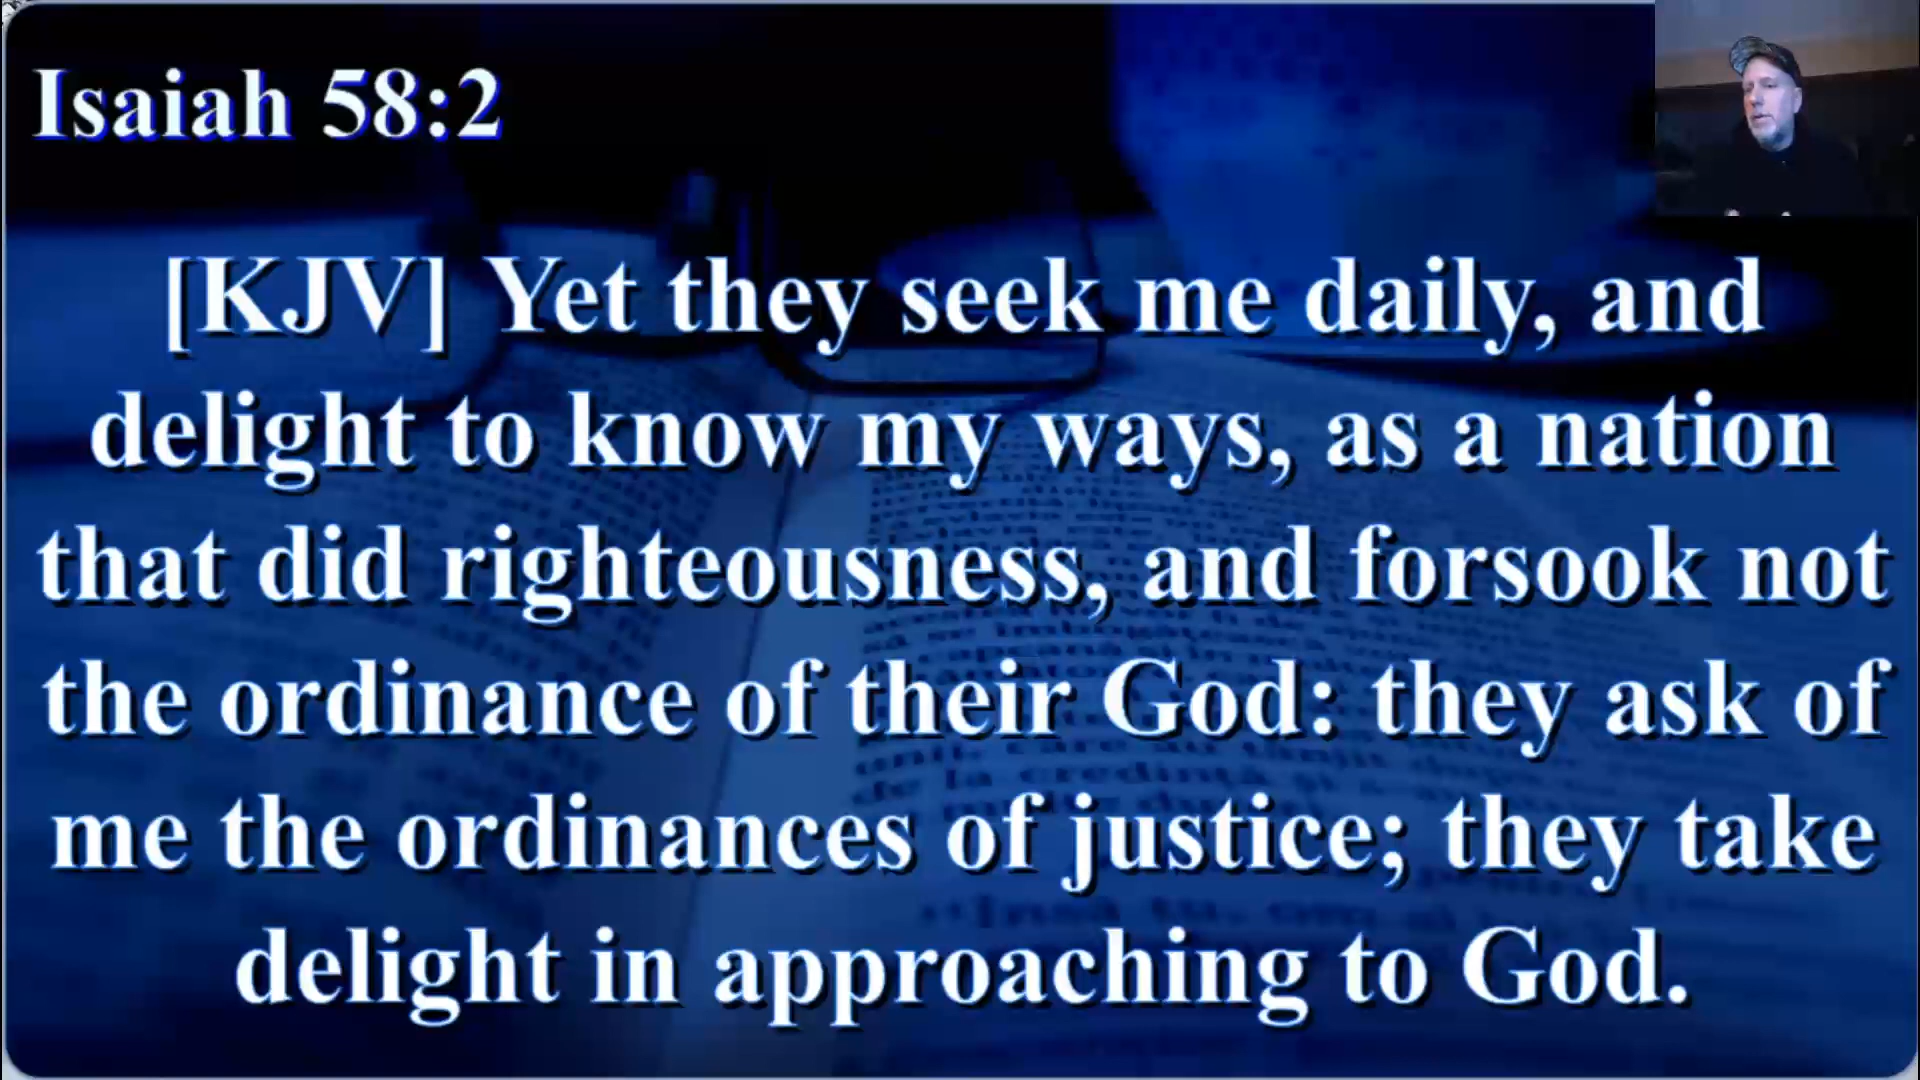 Isaiah 58:2
[KJV] Yet they seek me daily, and
delight to know my ways, as a nation
that did righteousness, and forsook not
the ordinance of their God: they ask of
me the ordinances of justice; they take
delight in approaching to God.